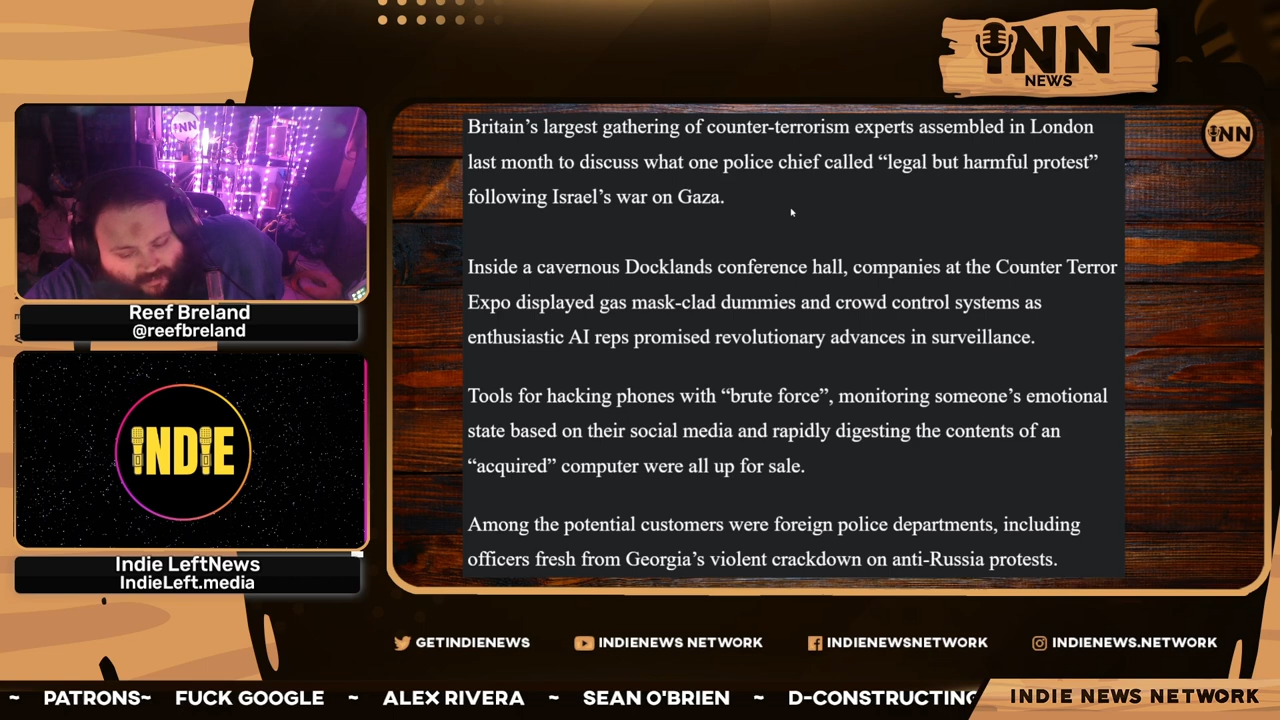 INN
NEWS
INN
INN
Britain's largest gathering of counter-terrorism experts assembled in London
last month to discuss what one police chief called “legal but harmful protest”
following Israel's war on Gaza.
Inside a cavernous Docklands conference hall, companies at the Counter Terror
Expo displayed gas mask-clad dummies and crowd control systems as
enthusiastic AI reps promised revolutionary advances in surveillance.
Tools for hacking phones with “brute force”, monitoring someone's emotional
state based on their social media and rapidly digesting the contents of an
“acquired” computer were all up for sale.
Among the potential customers were foreign police departments, including
officers fresh from Georgia's violent crackdown on anti-Russia protests.
Reef Breland
@reefbreland
INDIE
Indie LeftNews
IndieLeft.media
GETINDIENEWS
INDIENEWS NETWORK
INDIENEWSNETWORK
INDIENEWS.NETWORK
~ PATRONS~ FUCK GOOGLE ~ ALEX RIVERA ~ SEAN O'BRIEN ~ D-CONSTRUCTING
INDIE NEWS NETWORK